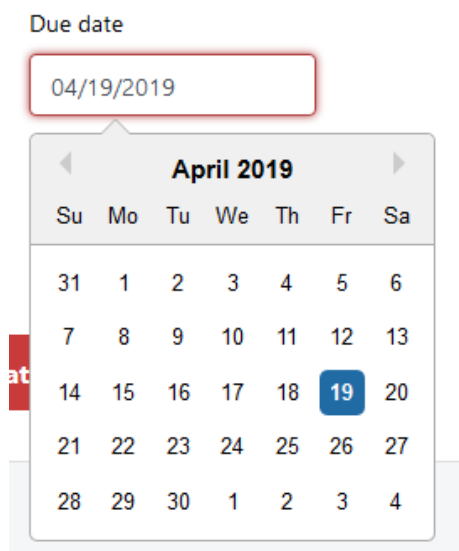 Due date
04/19/2019
April 2019
Su Mo Tu We Th Fr Sa
31 1 2 3 4 5 6
7 8 9 10 11 12 13
at
14 15 16 17 18 19 20
21 22 23 24 25 26 27
28 29 30 1 2 3 4